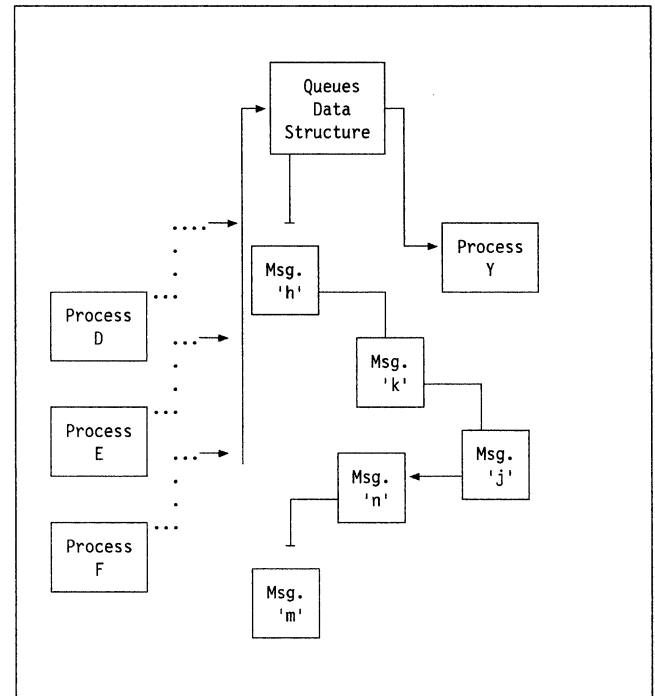 Queues
Data
Structure
Process
Y
Msg.
'h'
Process
D
Msg.
'k'
Process
E
Msg.
'j'
Msg.
'n'
Process
F
Msg.
'm'